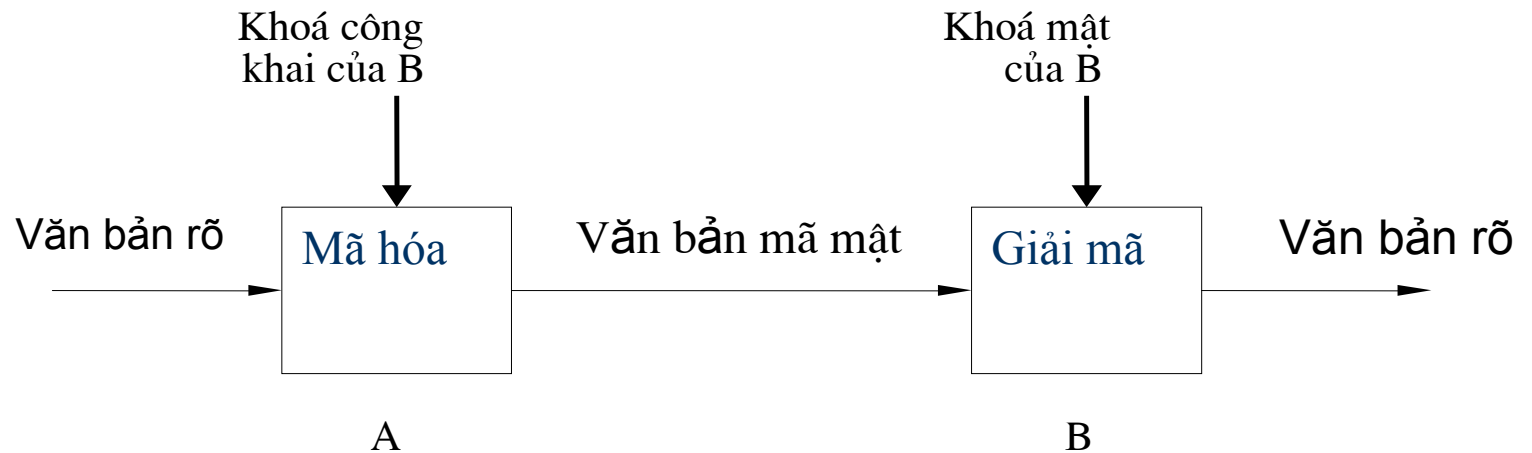 Khoá công
khai của B
Khoá mật
của B
Văn bản rõ
Mã hóa
Văn bản mã mật
Giải mã
Văn bản rõ
A
B